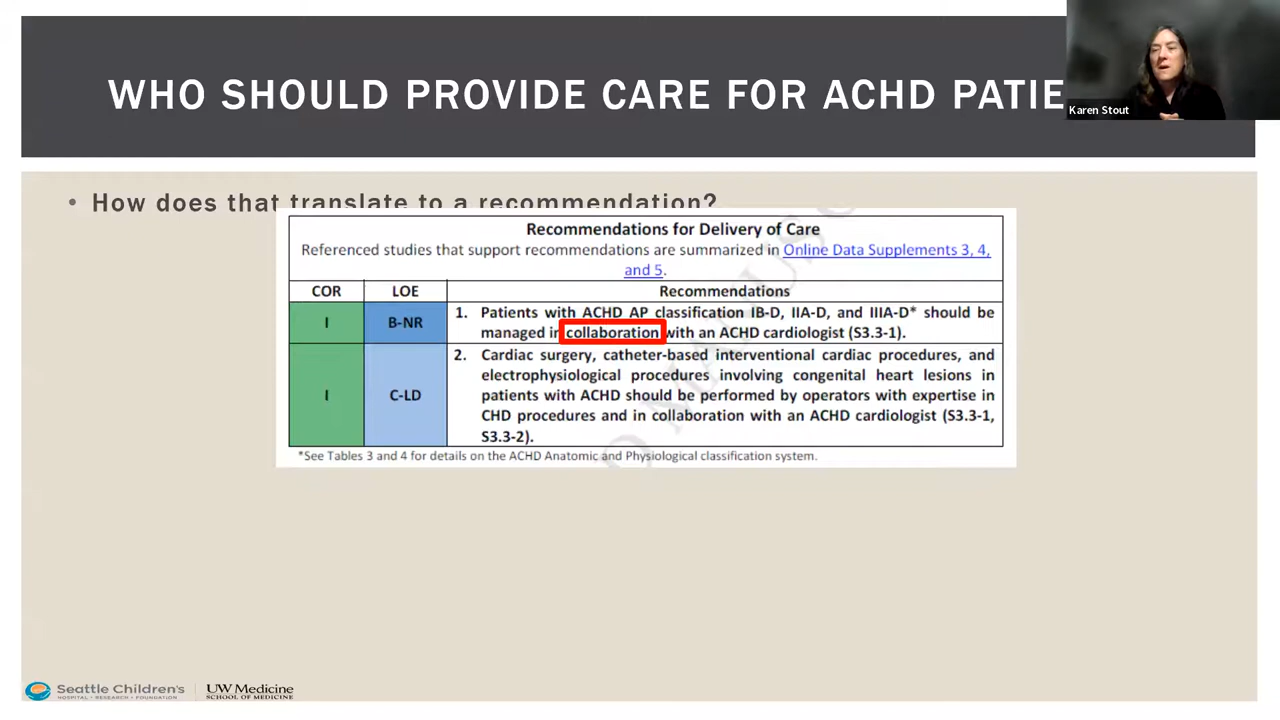 WHO SHOULD PROVIDE CARE FOR ACHD PATIE
Karen Stout
• How does that translate to a recommendation?
Recommendations for Delivery of Care
Referenced studies that support recommendations are summarized in Online Data Supplements 3, 4,
and 5.
COR LOE Recommendations
I B-NR 1. Patients with ACHD AP classification IB-D, IIA-D, and IIIA-D* should be
managed in collaboration with an ACHD cardiologist (S3.3-1).
I C-LD 2. Cardiac surgery, catheter-based interventional cardiac procedures, and
electrophysiological procedures involving congenital heart lesions in
patients with ACHD should be performed by operators with expertise in
CHD procedures and in collaboration with an ACHD cardiologist (S3.3-1,
S3.3-2).
*See Tables 3 and 4 for details on the ACHD Anatomic and Physiological classification system.
Seattle Children's
HOSPITAL • RESEARCH • FOUNDATION
UW Medicine
SCHOOL OF MEDICINE